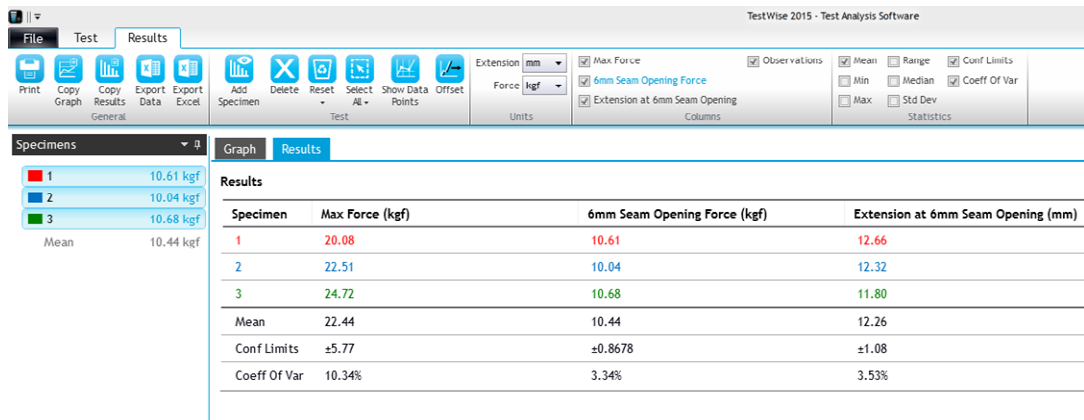 TestWise 2015 - Test Analysis Software
File Test Results
Print
Copy Graph
Copy Results
Export Data
Export Excel
General
Add Specimen
Delete
Reset
Select All
Show Data Points
Offset
Test
Extension mm
Force kgf
Units
Max Force
6mm Seam Opening Force
Extension at 6mm Seam Opening
Observations
Columns
Mean Range Conf Limits
Min Median Coeff Of Var
Max Std Dev
Statistics
Specimens
1 10.61 kgf
2 10.04 kgf
3 10.68 kgf
Mean 10.44 kgf
Graph Results
Results
Specimen Max Force (kgf) 6mm Seam Opening Force (kgf) Extension at 6mm Seam Opening (mm)
1 20.08 10.61 12.66
2 22.51 10.04 12.32
3 24.72 10.68 11.80
Mean 22.44 10.44 12.26
Conf Limits ±5.77 ±0.8678 ±1.08
Coeff Of Var 10.34% 3.34% 3.53%